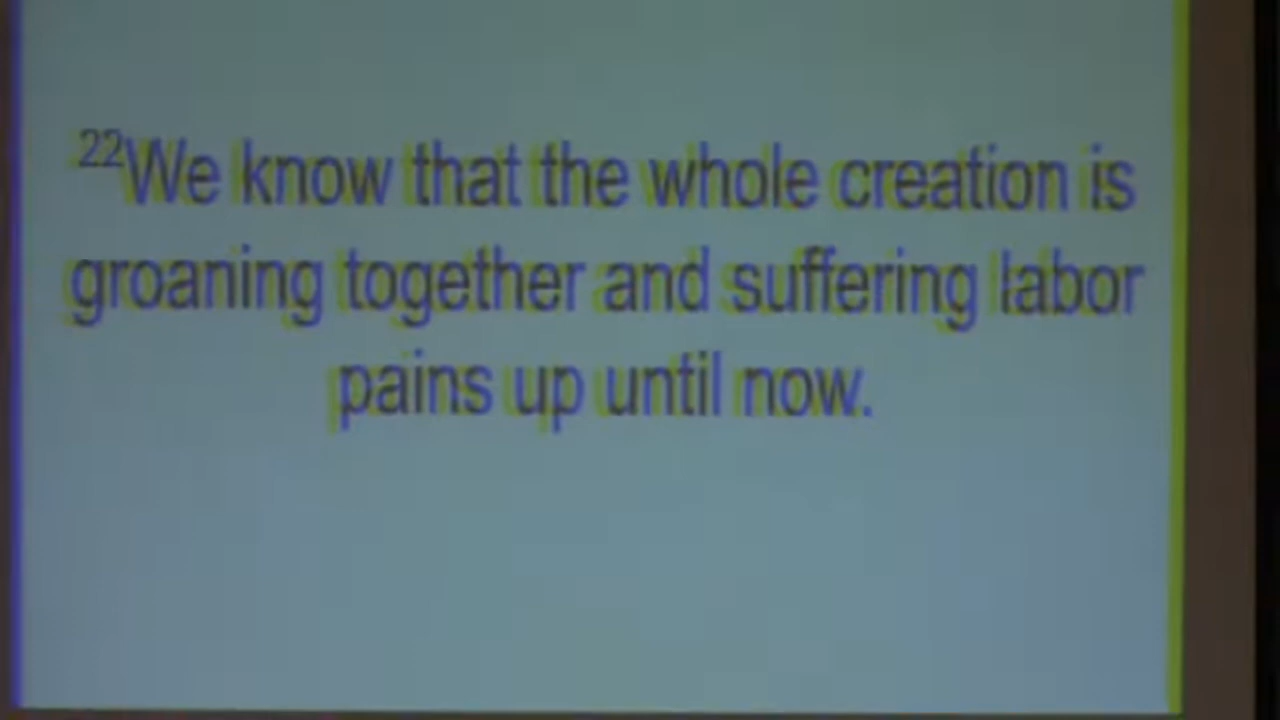 ²²We know that the whole creation is
groaning together and suffering labor
pains up until now.